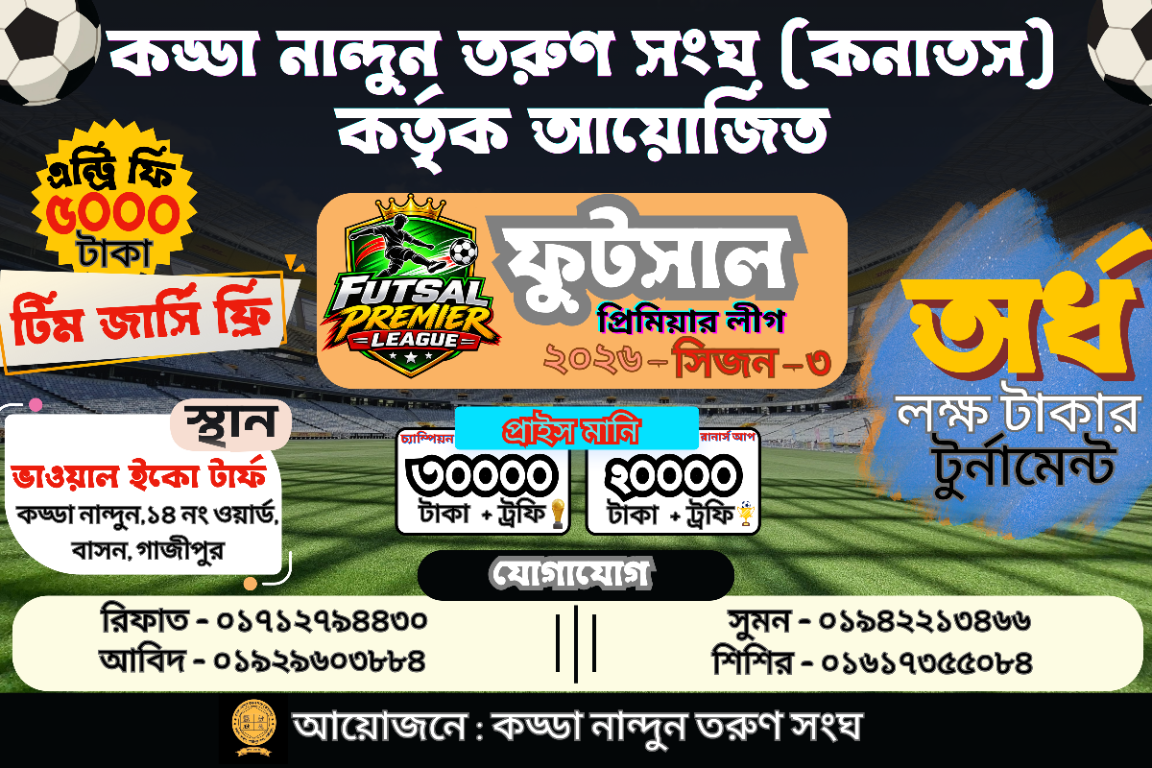 কড্ডা নান্দুন তরুণ সংঘ (কনাতস)
কর্তৃক আয়োজিত
এন্ট্রি ফি
৫০০০
টাকা
টিম জার্সি ফ্রি
FUTSAL
PREMIER
LEAGUE
ফুটসাল
প্রিমিয়ার লীগ
২০২৬ – সিজন – ৩
অর্ধ
লক্ষ টাকার
টুর্নামেন্ট
স্থান
ভাওয়াল ইকো টার্ফ
কড্ডা নান্দুন,১৪ নং ওয়ার্ড,
বাসন, গাজীপুর
প্রাইস মানি
চ্যাম্পিয়ন
৩০০০০
টাকা + ট্রফি
রানার্স আপ
২০০০০
টাকা + ট্রফি
যোগাযোগ
রিফাত - ০১৭১২৭৯৪৪৩০
আবিদ - ০১৯২৯৬০৩৮৮৪
সুমন - ০১৯৪২২১৩৪৬৬
শিশির - ০১৬১৭৩৫৫০৮৪
আয়োজনে : কড্ডা নান্দুন তরুণ সংঘ